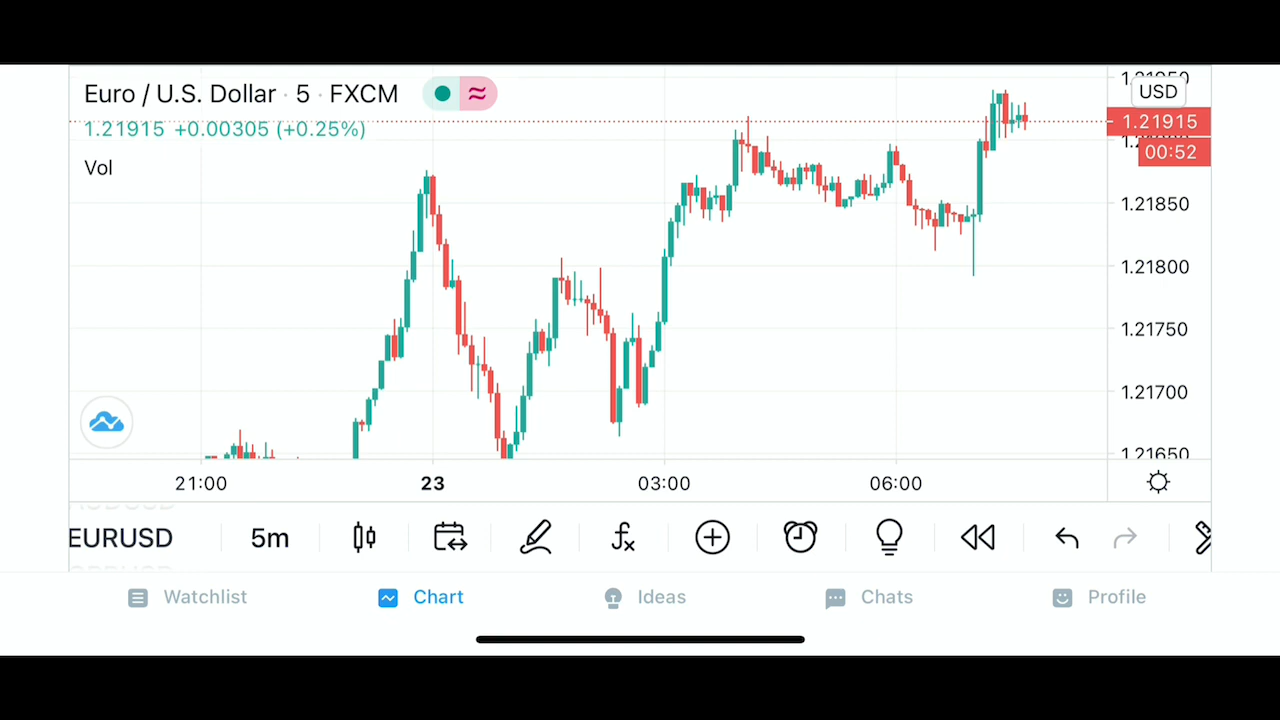 Euro / U.S. Dollar · 5 · FXCM
1.21915 +0.00305 (+0.25%)
Vol
USD
1.21915
00:52
1.21850
1.21800
1.21750
1.21700
1.21650
21:00
23
03:00
06:00
EURUSD
5m
Watchlist
Chart
Ideas
Chats
Profile